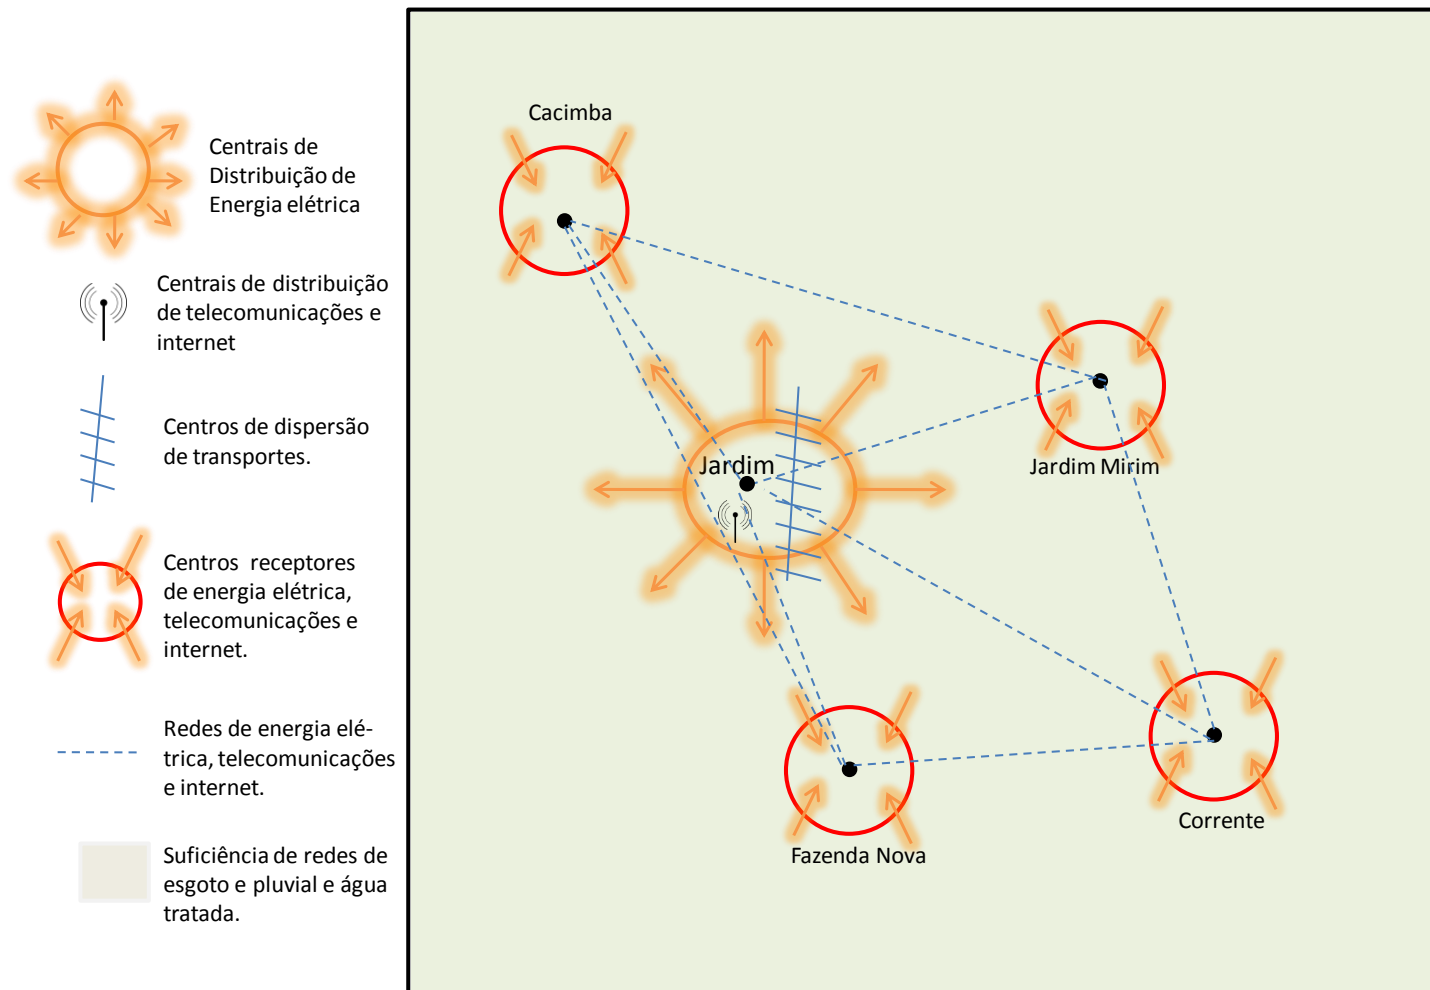 Centrais de
Distribuição de
Energia elétrica
Centrais de distribuição
de telecomunicações e
internet
Centros de dispersão
de transportes.
Centros receptores
de energia elétrica,
telecomunicações e
internet.
Redes de energia elé-
trica, telecomunicações
e internet.
Suficiência de redes de
esgoto e pluvial e água
tratada.
Cacimba
Jardim
Jardim Mirim
Corrente
Fazenda Nova